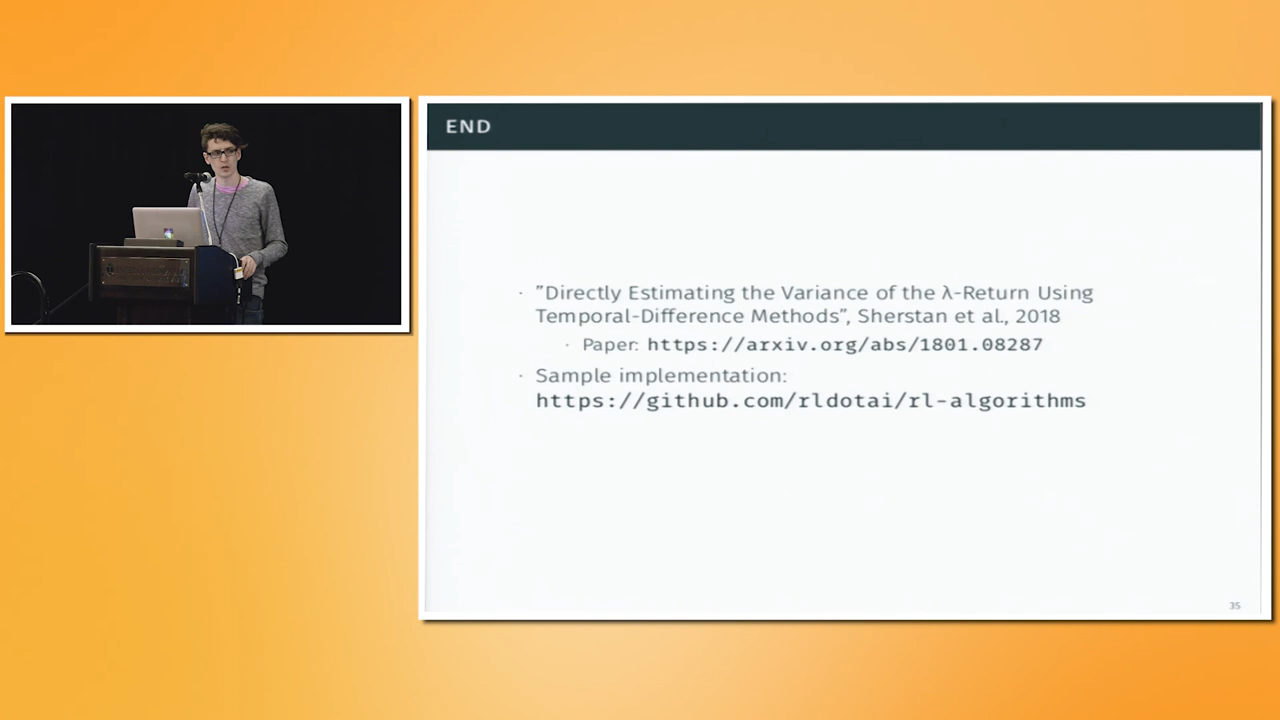 END
· "Directly Estimating the Variance of the λ-Return Using
Temporal-Difference Methods", Sherstan et al., 2018
· Paper: https://arxiv.org/abs/1801.08287
· Sample implementation:
https://github.com/rldotai/rl-algorithms
35